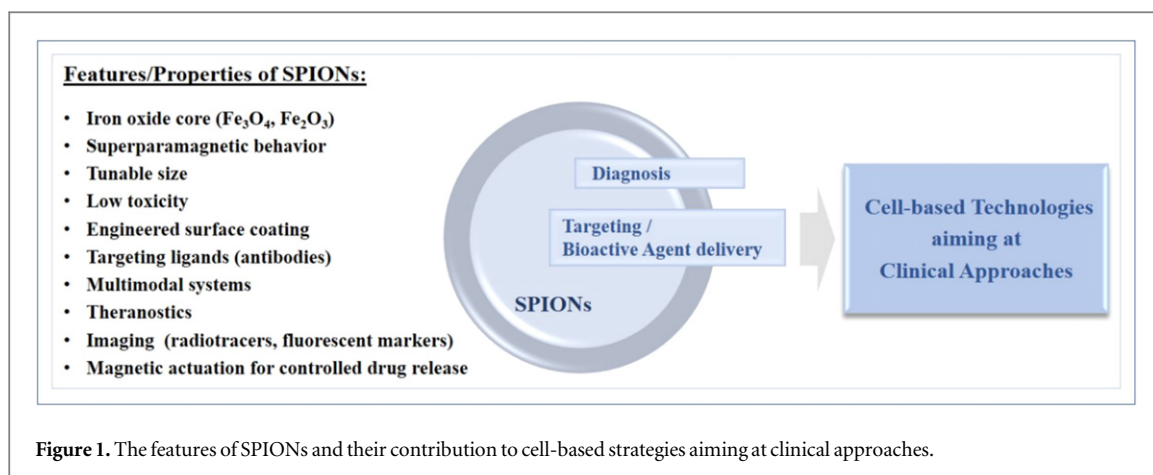 Features/Properties of SPIONs:
• Iron oxide core (Fe₃O₄, Fe₂O₃)
• Superparamagnetic behavior
• Tunable size
• Low toxicity
• Engineered surface coating
• Targeting ligands (antibodies)
• Multimodal systems
• Theranostics
• Imaging (radiotracers, fluorescent markers)
• Magnetic actuation for controlled drug release
Diagnosis
Targeting /
Bioactive Agent delivery
SPIONs
Cell-based Technologies
aiming at
Clinical Approaches
Figure 1. The features of SPIONs and their contribution to cell-based strategies aiming at clinical approaches.